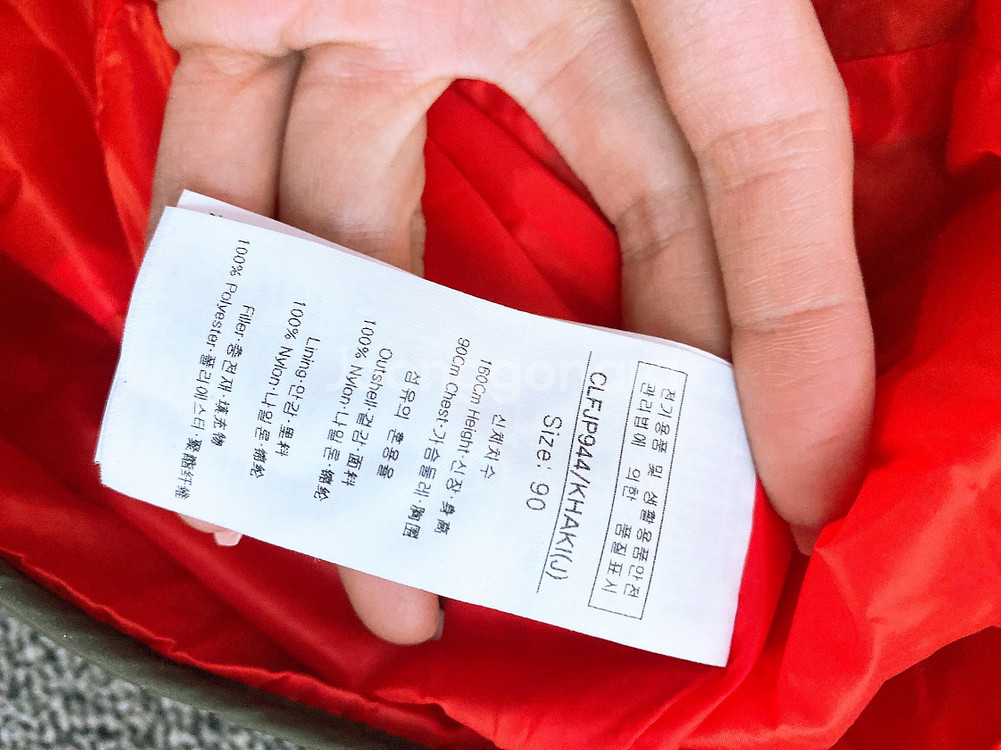 전기용품 및 생활용품안전
관리법에 의한 품질표시
CLFJP944/KHAKI(J)
Size: 90
신체치수
160Cm Height·신장·身高
90Cm Chest·가슴둘레·胸围
섬유의 혼용율
Outshell·겉감·面料
100% Nylon·나일론·锦纶
Lining·안감·里料
100% Nylon·나일론·锦纶
Filler·충전재·填充物
100% Polyester·폴리에스터·聚酯纤维